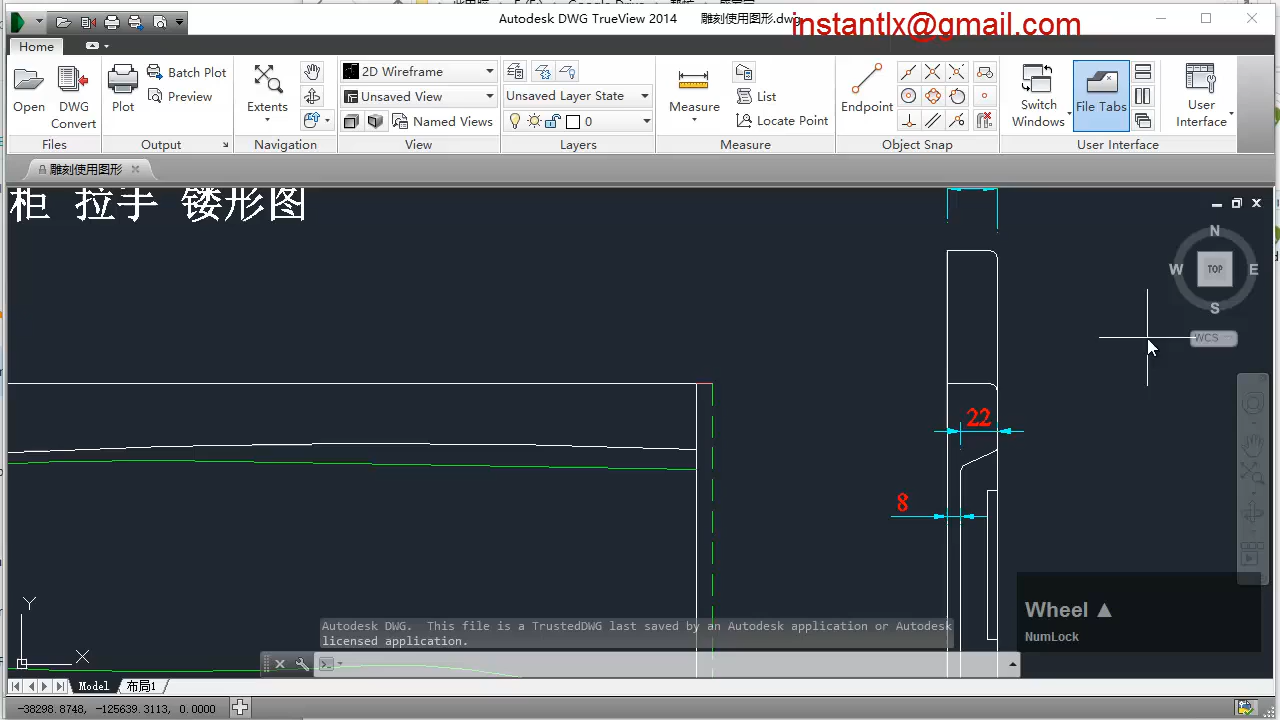 Autodesk DWG TrueView 2014 雕刻使用图形.dwg
instantlx@gmail.com
Home
Open
DWG
Convert
Files
Plot
Batch Plot
Preview
Output
Extents
Navigation
2D Wireframe
Unsaved View
Named Views
View
Unsaved Layer State
0
Layers
Measure
List
Locate Point
Measure
Endpoint
Object Snap
Switch
Windows
File Tabs
User
Interface
User Interface
雕刻使用图形
柜 拉手 镂形图
N
W
TOP
E
S
WCS
22
8
Wheel ▲
NumLock
Y
X
Autodesk DWG. This file is a TrustedDWG last saved by an Autodesk application or Autodesk
licensed application.
Model
布局1
-38298.8748, -125639.3113, 0.0000